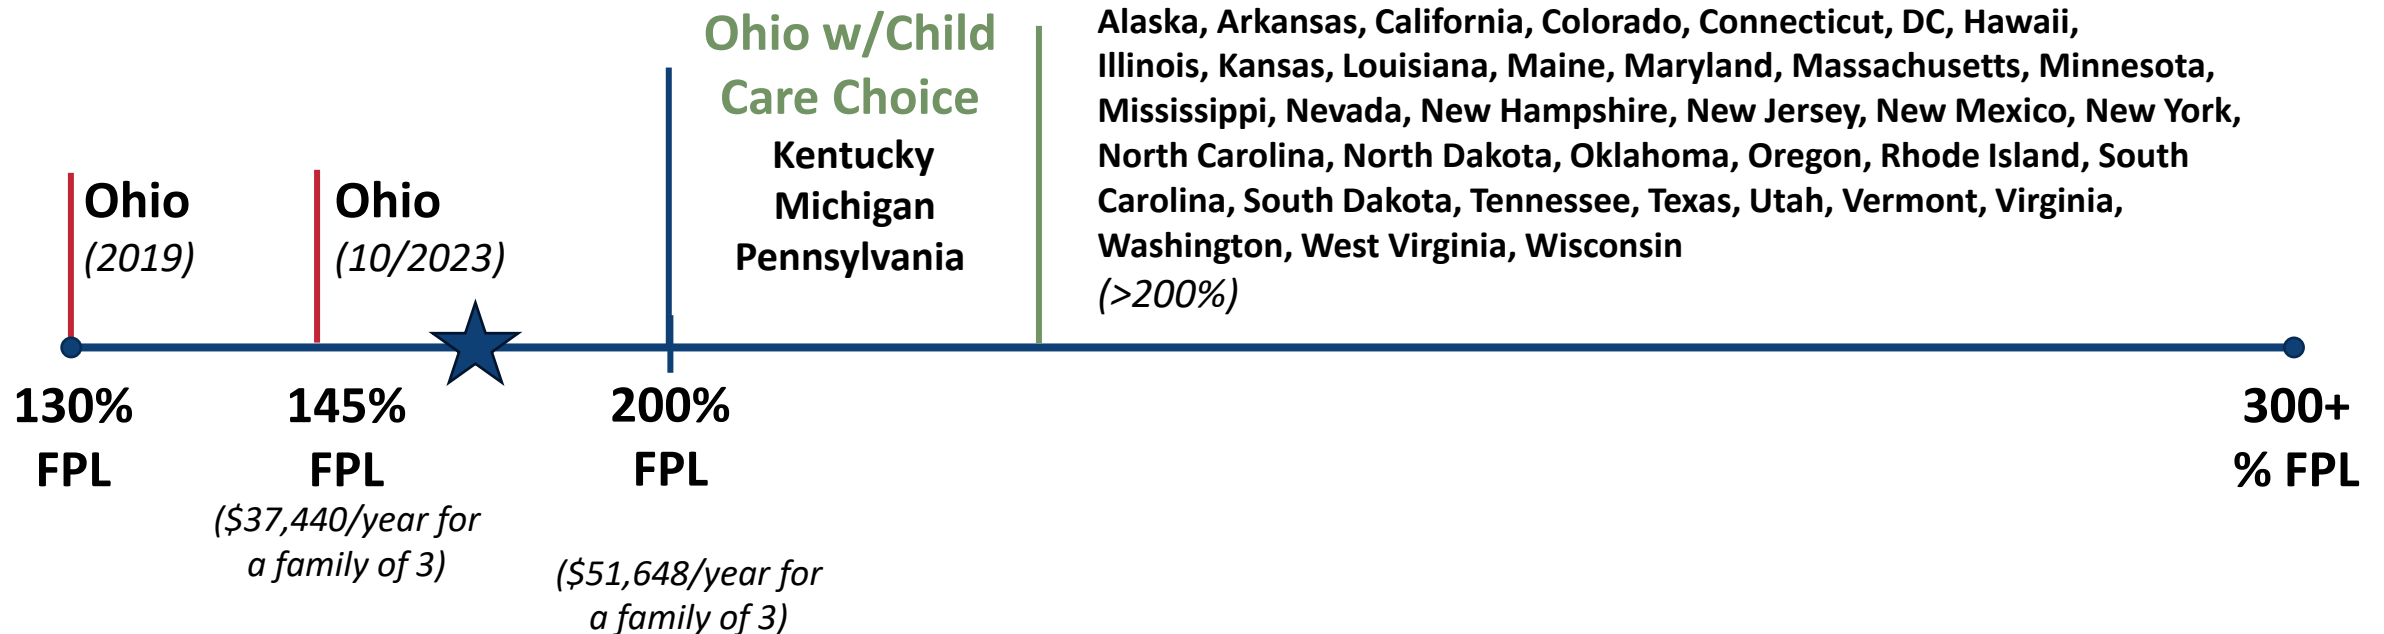 Ohio
(2019)
Ohio
(10/2023)
Ohio w/Child
Care Choice
Kentucky
Michigan
Pennsylvania
Alaska, Arkansas, California, Colorado, Connecticut, DC, Hawaii,
Illinois, Kansas, Louisiana, Maine, Maryland, Massachusetts, Minnesota,
Mississippi, Nevada, New Hampshire, New Jersey, New Mexico, New York,
North Carolina, North Dakota, Oklahoma, Oregon, Rhode Island, South
Carolina, South Dakota, Tennessee, Texas, Utah, Vermont, Virginia,
Washington, West Virginia, Wisconsin
(>200%)
130%
FPL
145%
FPL
($37,440/year for
a family of 3)
200%
FPL
($51,648/year for
a family of 3)
300+
% FPL